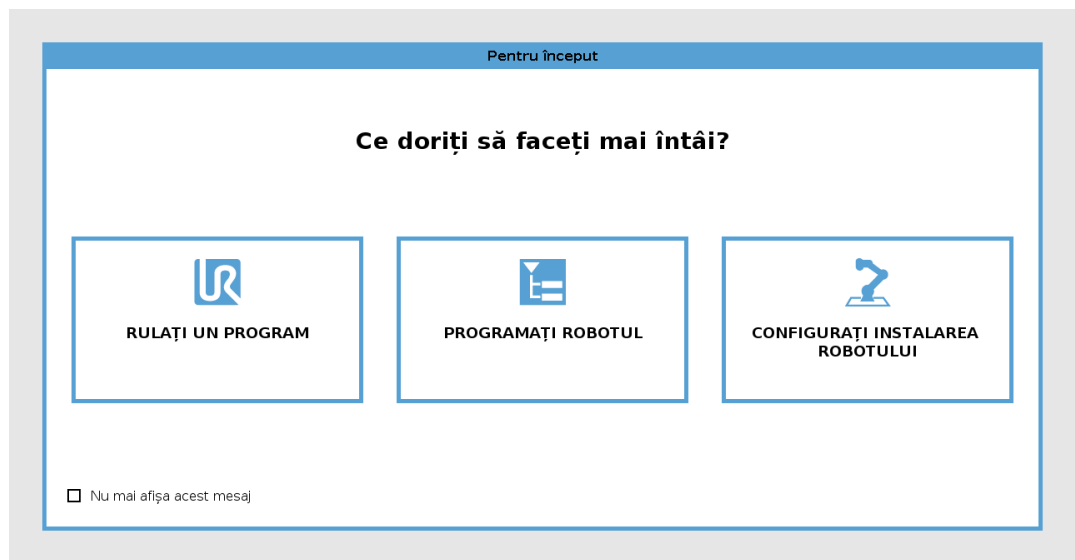 Pentru început
Ce doriți să faceți mai întâi?
RULAȚI UN PROGRAM
PROGRAMAȚI ROBOTUL
CONFIGURAȚI INSTALAREA
ROBOTULUI
Nu mai afișa acest mesaj